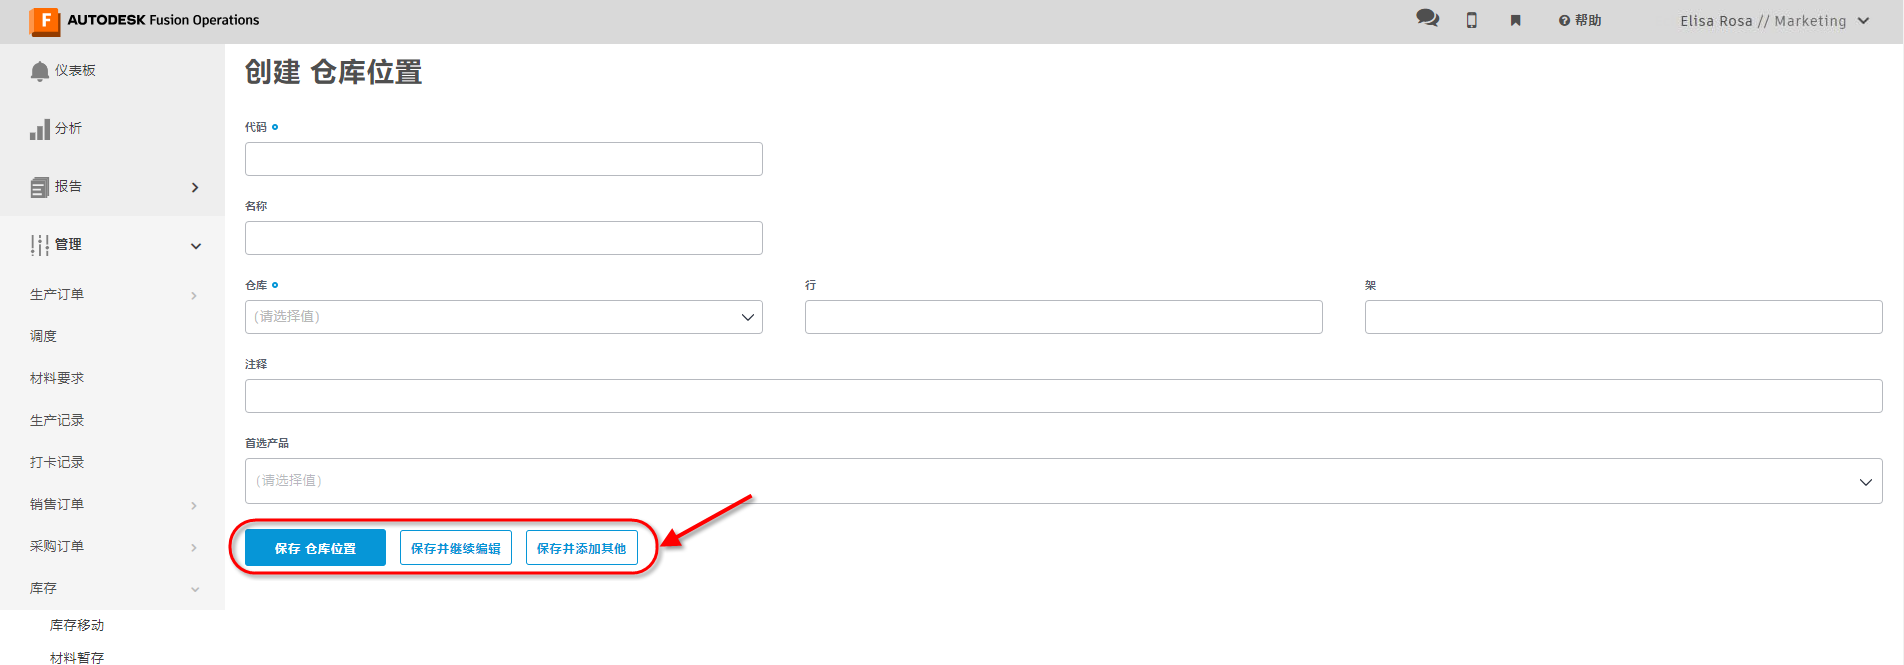 AUTODESK Fusion Operations
帮助
Elisa Rosa // Marketing
仪表板
分析
报告
管理
生产订单
调度
材料要求
生产记录
打卡记录
销售订单
采购订单
库存
库存移动
材料暂存
创建 仓库位置
代码
名称
仓库 行 架
(请选择值)
注释
首选产品
(请选择值)
保存 仓库位置 保存并继续编辑 保存并添加其他